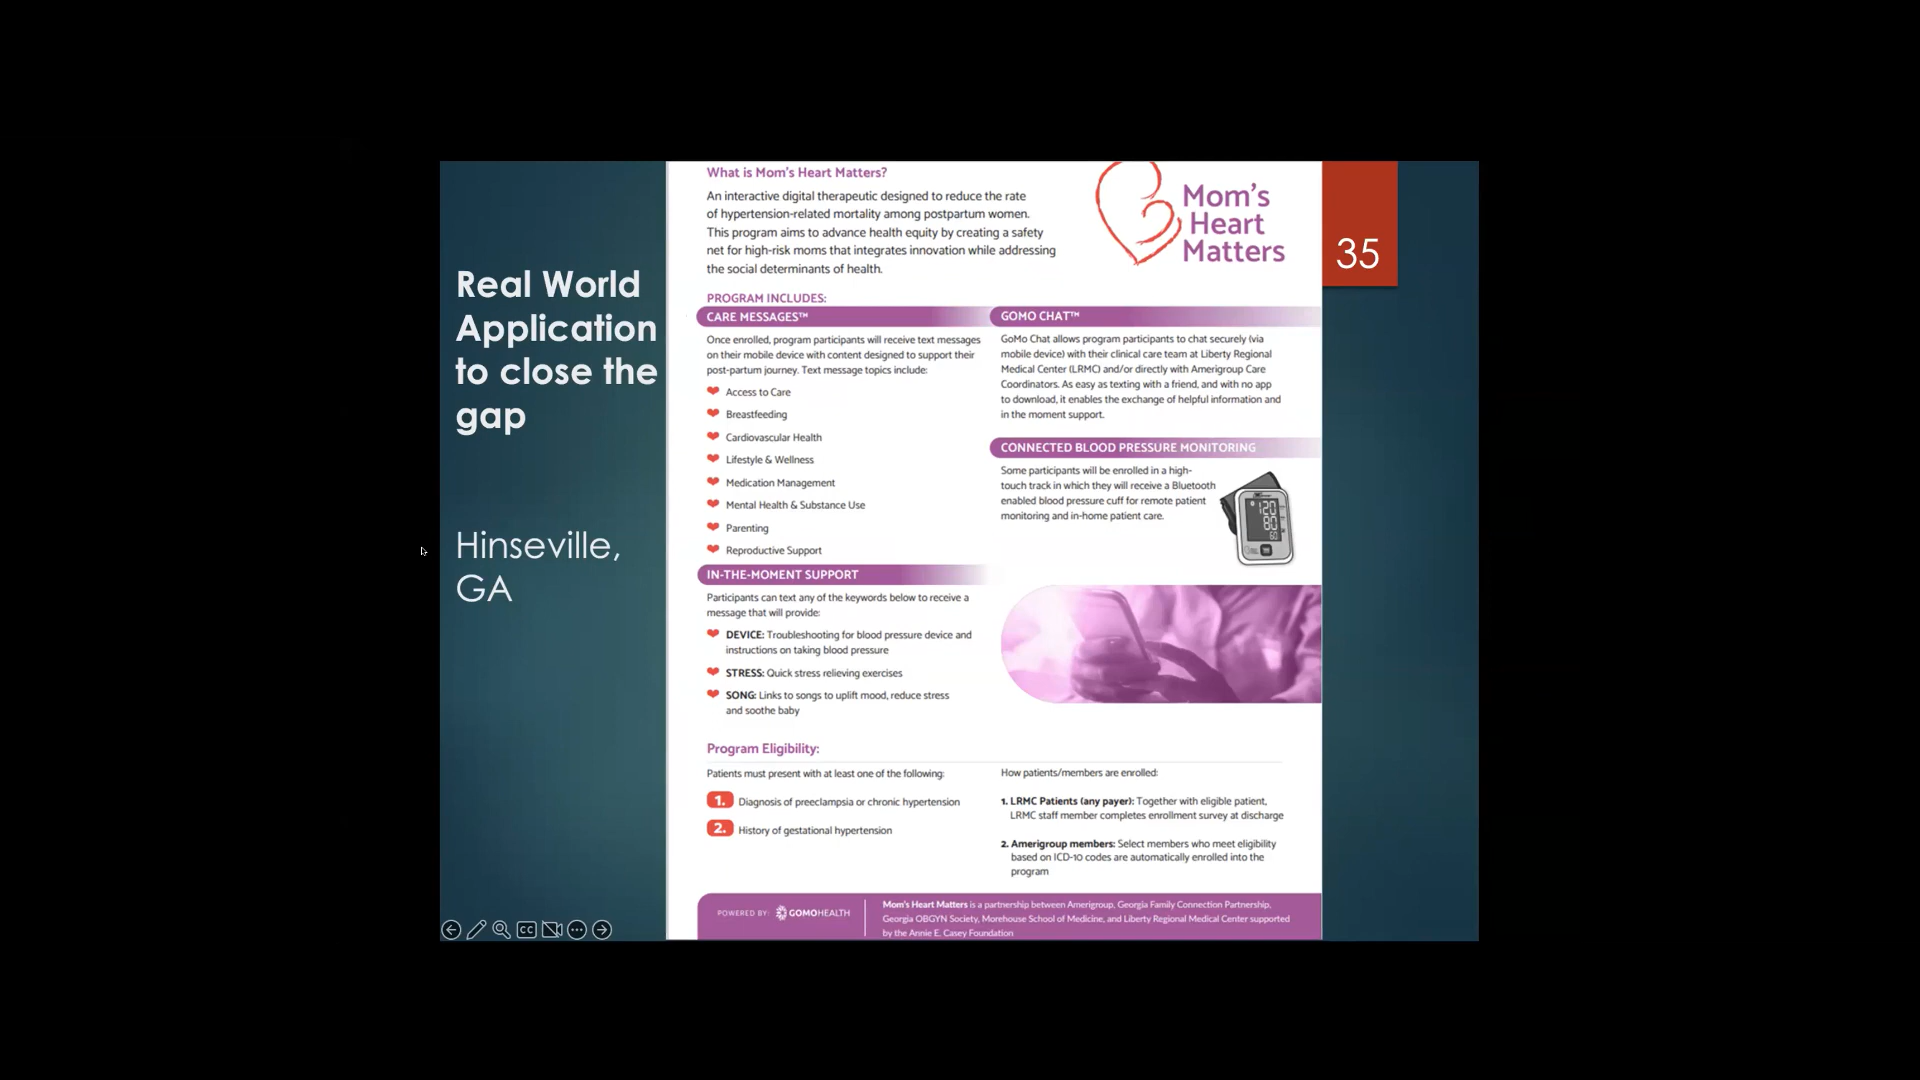 Real World
Application
to close the
gap
Hinseville,
GA
What is Mom's Heart Matters?
An interactive digital therapeutic designed to reduce the rate
of hypertension-related mortality among postpartum women.
This program aims to advance health equity by creating a safety
net for high-risk moms that integrates innovation while addressing
the social determinants of health.
Mom's
Heart
Matters
35
PROGRAM INCLUDES:
CARE MESSAGES™
Once enrolled, program participants will receive text messages
on their mobile device with content designed to support their
post-partum journey. Text message topics include:
Access to Care
Breastfeeding
Cardiovascular Health
Lifestyle & Wellness
Medication Management
Mental Health & Substance Use
Parenting
Reproductive Support
IN-THE-MOMENT SUPPORT
Participants can text any of the keywords below to receive a
message that will provide:
DEVICE: Troubleshooting for blood pressure device and
instructions on taking blood pressure
STRESS: Quick stress relieving exercises
SONG: Links to songs to uplift mood, reduce stress
and soothe baby
GOMO CHAT™
GoMo Chat allows program participants to chat securely (via
mobile device) with their clinical care team at Liberty Regional
Medical Center (LRMC) and/or directly with Amerigroup Care
Coordinators. As easy as texting with a friend, and with no app
to download, it enables the exchange of helpful information and
in the moment support.
CONNECTED BLOOD PRESSURE MONITORING
Some participants will be enrolled in a high-
touch track in which they will receive a Bluetooth
enabled blood pressure cuff for remote patient
monitoring and in-home patient care.
120
80
60
Program Eligibility:
Patients must present with at least one of the following:
1. Diagnosis of preeclampsia or chronic hypertension
2. History of gestational hypertension
How patients/members are enrolled:
1. LRMC Patients (any payer): Together with eligible patient,
LRMC staff member completes enrollment survey at discharge
2. Amerigroup members: Select members who meet eligibility
based on ICD-10 codes are automatically enrolled into the
program
POWERED BY: GOMOHEALTH
Mom's Heart Matters is a partnership between Amerigroup, Georgia Family Connection Partnership,
Georgia OBGYN Society, Morehouse School of Medicine, and Liberty Regional Medical Center supported
by the Annie E. Casey Foundation
CC